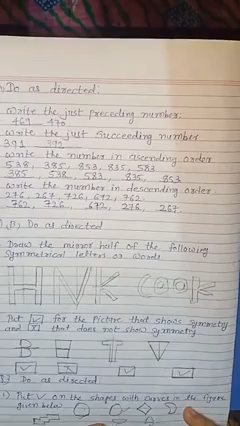 Do as directed:
write the just preceding number
469 470
write the just succeeding number
391 392
write the number in ascending order
538, 385, 853, 835, 583
385, 538, 583, 835, 853
write the number in descending order
276, 267, 726, 672, 762
762, 726, 672, 276, 267
B) Do as directed
Draw the mirror half of the following
Symmetrical letters or words
HNK cook
Put ✓ for the picture that shows symmetry
and X that does not show symmetry
Do as directed
1) Put ✓ on the shapes with curves in the figure
given below